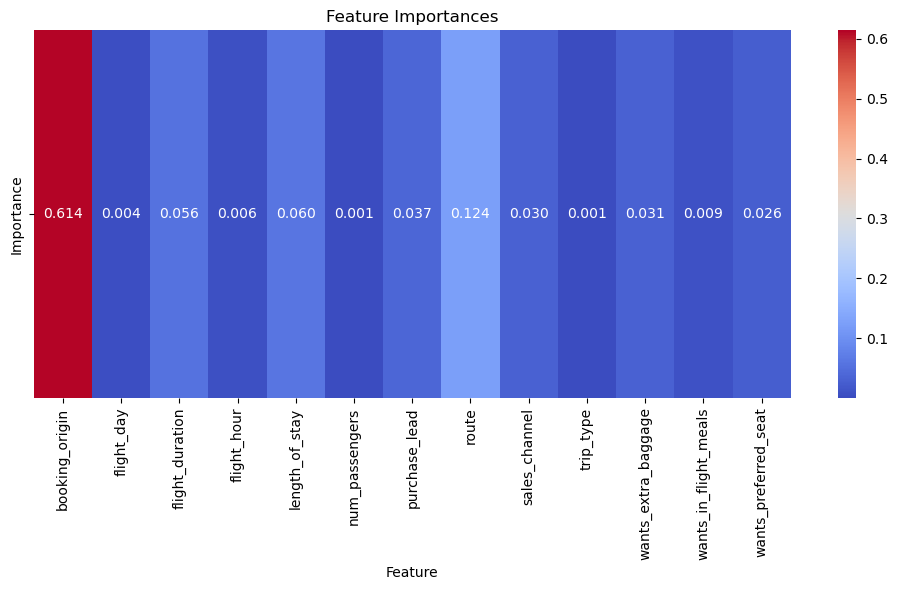 Feature Importances
Importance
0.614 0.004 0.056 0.006 0.060 0.001 0.037 0.124 0.030 0.001 0.031 0.009 0.026
booking_origin
flight_day
flight_duration
flight_hour
length_of_stay
num_passengers
purchase_lead
route
sales_channel
trip_type
wants_extra_baggage
wants_in_flight_meals
wants_preferred_seat
Feature
0.6
0.5
0.4
0.3
0.2
0.1